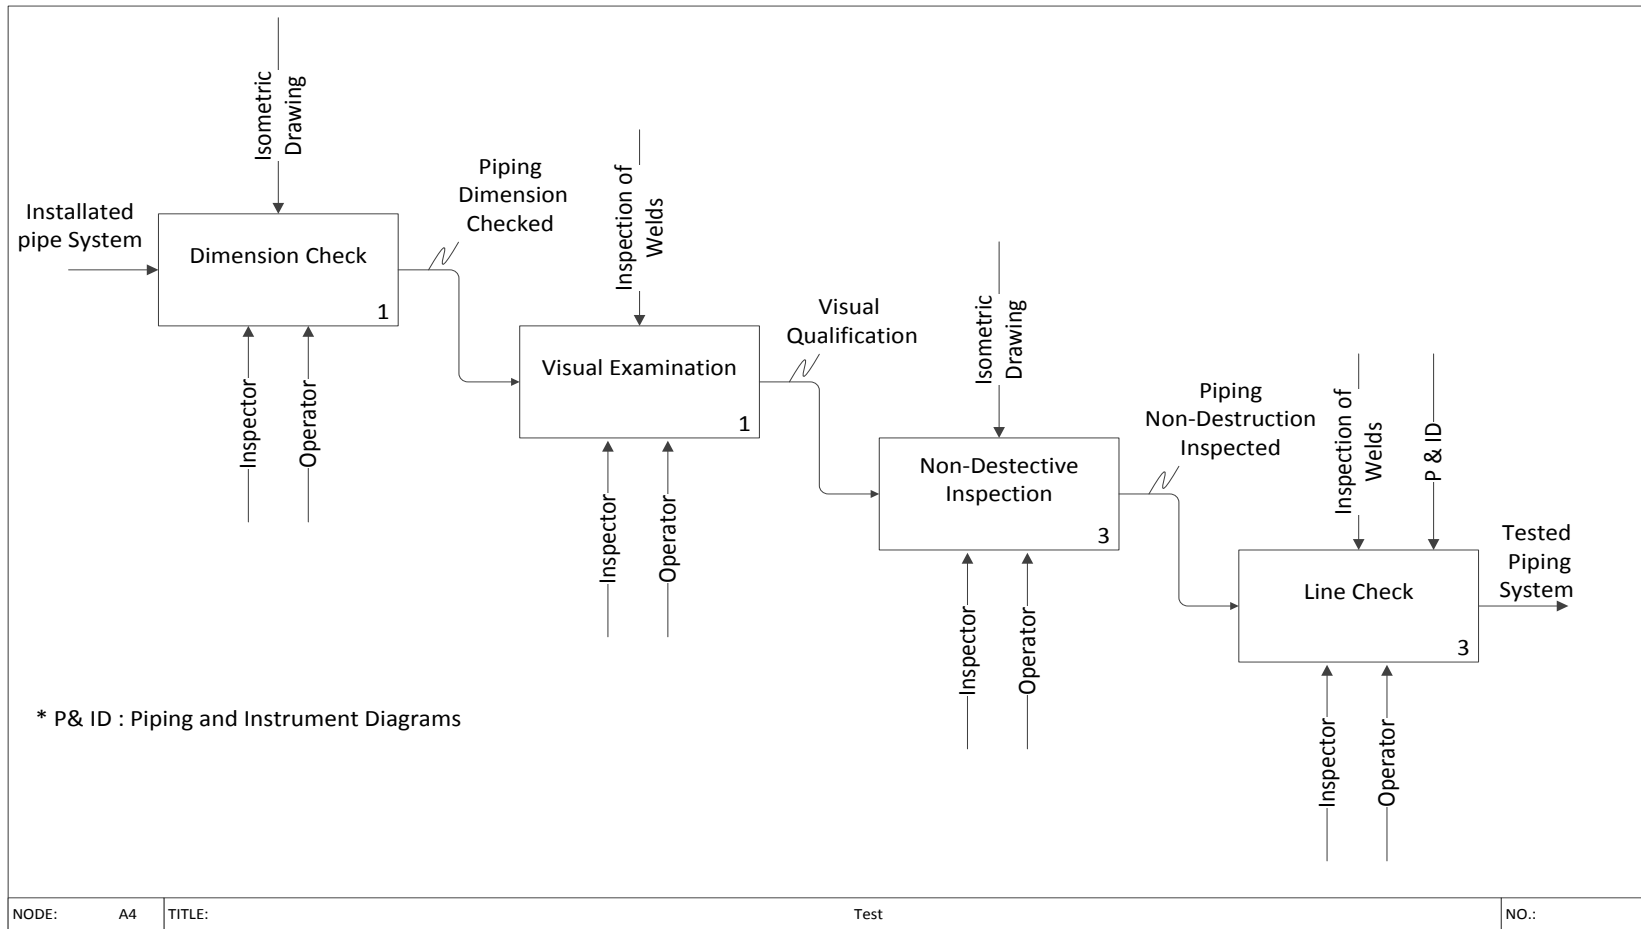 Isometric
Drawing
Installated
pipe System
Dimension Check
1
Inspector
Operator
Piping
Dimension
Checked
Inspection of
Welds
Visual Examination
1
Inspector
Operator
Visual
Qualification
Isometric
Drawing
Non-Destective
Inspection
3
Inspector
Operator
Piping
Non-Destruction
Inspected
Inspection of
Welds
P & ID
Line Check
3
Inspector
Operator
Tested
Piping
System
* P& ID : Piping and Instrument Diagrams
NODE: A4 TITLE: Test NO.: